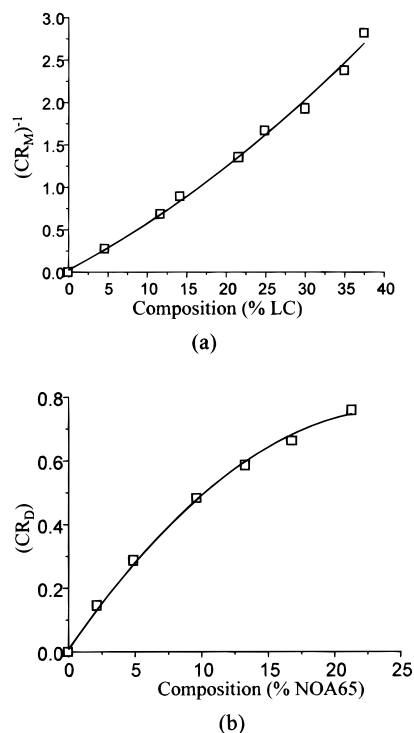 3.0
2.5
2.0
1.5
1.0
0.5
0.0
(CR_M)^-1
0 5 10 15 20 25 30 35 40
Composition (% LC)
(a)
0.8
0.6
0.4
0.2
0.0
(CR_D)
0 5 10 15 20 25
Composition (% NOA65)
(b)